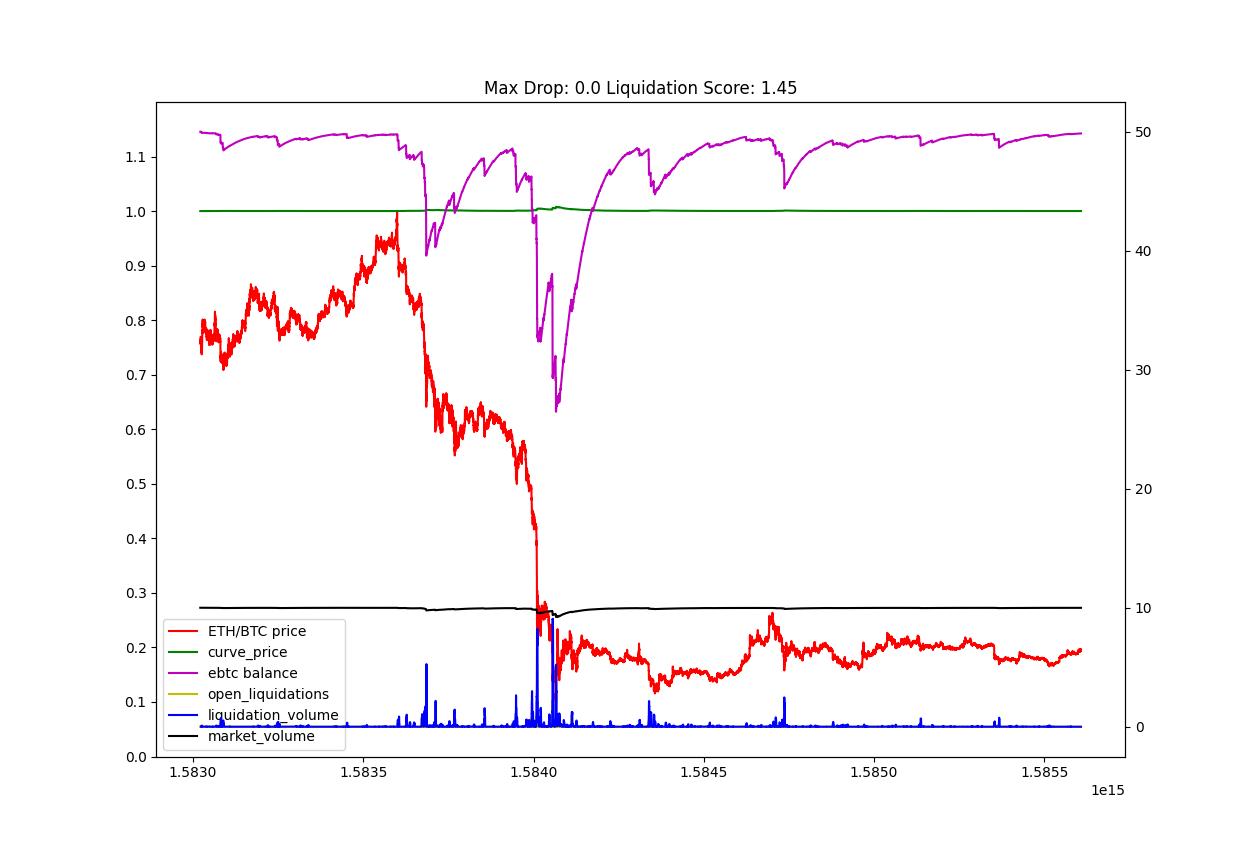 Max Drop: 0.0 Liquidation Score: 1.45
1.1
1.0
0.9
0.8
0.7
0.6
0.5
0.4
0.3
0.2
0.1
0.0
50
40
30
20
10
0
ETH/BTC price
curve_price
ebtc balance
open_liquidations
liquidation_volume
market_volume
1.5830 1.5835 1.5840 1.5845 1.5850 1.5855
1e15